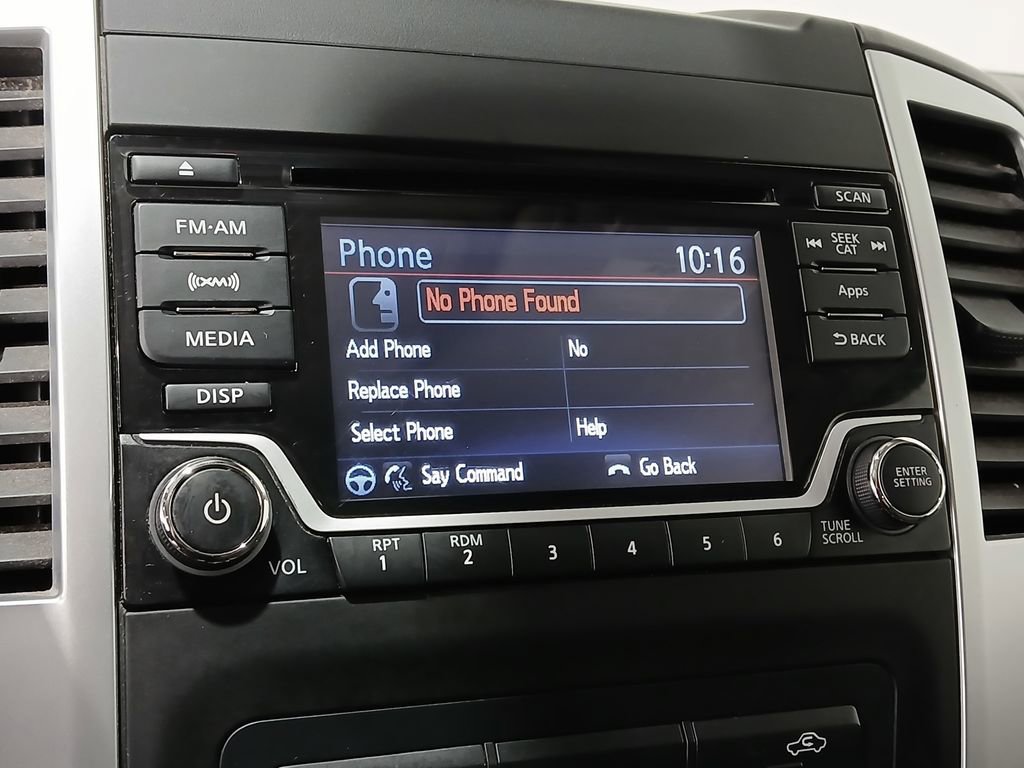 SCAN
FM·AM
SEEK
CAT
((XM))
Apps
MEDIA
BACK
DISP
Phone 10:16
No Phone Found
Add Phone No
Replace Phone
Select Phone Help
Say Command Go Back
ENTER
SETTING
TUNE
SCROLL
VOL
RPT RDM
1 2 3 4 5 6